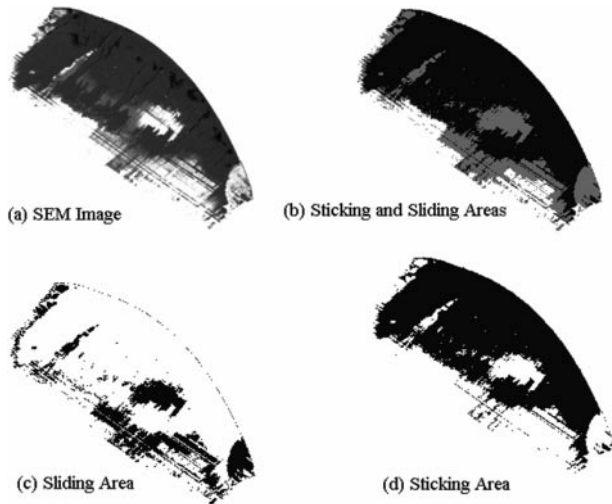 (a) SEM Image
(b) Sticking and Sliding Areas
(c) Sliding Area
(d) Sticking Area